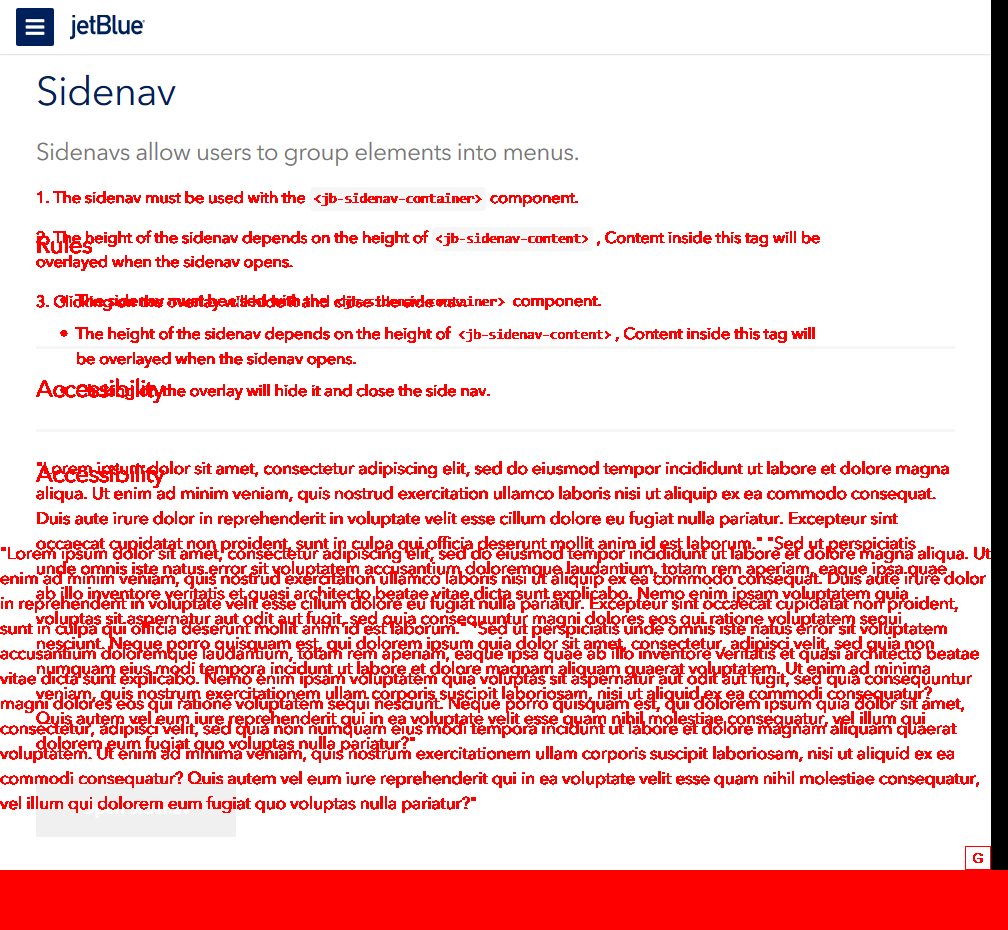 jetBlue
Sidenav
Sidenavs allow users to group elements into menus.
1. The sidenav must be used with the <jb-sidenav-container> component.
2. The height of the sidenav depends on the height of <jb-sidenav-content> , Content inside this tag will be
Rules
overlayed when the sidenav opens.
3. Clicking on the overlay will hide it and close the side nav.
• The sidenav must be used with the <jb-sidenav-container> component.
• The height of the sidenav depends on the height of <jb-sidenav-content> , Content inside this tag will
be overlayed when the sidenav opens.
Accessibility
• Clicking on the overlay will hide it and close the side nav.
Accessibility
"Lorem ipsum dolor sit amet, consectetur adipiscing elit, sed do eiusmod tempor incididunt ut labore et dolore magna
aliqua. Ut enim ad minim veniam, quis nostrud exercitation ullamco laboris nisi ut aliquip ex ea commodo consequat.
Duis aute irure dolor in reprehenderit in voluptate velit esse cillum dolore eu fugiat nulla pariatur. Excepteur sint
occaecat cupidatat non proident, sunt in culpa qui officia deserunt mollit anim id est laborum." "Sed ut perspiciatis
"Lorem ipsum dolor sit amet, consectetur adipiscing elit, sed do eiusmod tempor incididunt ut labore et dolore magna aliqua. Ut
unde omnis iste natus error sit voluptatem accusantium doloremque laudantium, totam rem aperiam, eaque ipsa quae
enim ad minim veniam, quis nostrud exercitation ullamco laboris nisi ut aliquip ex ea commodo consequat. Duis aute irure dolor
ab illo inventore veritatis et quasi architecto beatae vitae dicta sunt explicabo. Nemo enim ipsam voluptatem quia
in reprehenderit in voluptate velit esse cillum dolore eu fugiat nulla pariatur. Excepteur sint occaecat cupidatat non proident,
voluptas sit aspernatur aut odit aut fugit, sed quia consequuntur magni dolores eos qui ratione voluptatem sequi
sunt in culpa qui officia deserunt mollit anim id est laborum." "Sed ut perspiciatis unde omnis iste natus error sit voluptatem
nesciunt. Neque porro quisquam est, qui dolorem ipsum quia dolor sit amet, consectetur, adipisci velit, sed quia non
accusantium doloremque laudantium, totam rem aperiam, eaque ipsa quae ab illo inventore veritatis et quasi architecto beatae
numquam eius modi tempora incidunt ut labore et dolore magnam aliquam quaerat voluptatem. Ut enim ad minima
vitae dicta sunt explicabo. Nemo enim ipsam voluptatem quia voluptas sit aspernatur aut odit aut fugit, sed quia consequuntur
veniam, quis nostrum exercitationem ullam corporis suscipit laboriosam, nisi ut aliquid ex ea commodi consequatur?
magni dolores eos qui ratione voluptatem sequi nesciunt. Neque porro quisquam est, qui dolorem ipsum quia dolor sit amet,
Quis autem vel eum iure reprehenderit qui in ea voluptate velit esse quam nihil molestiae consequatur, vel illum qui
consectetur, adipisci velit, sed quia non numquam eius modi tempora incidunt ut labore et dolore magnam aliquam quaerat
dolorem eum fugiat quo voluptas nulla pariatur?"
voluptatem. Ut enim ad minima veniam, quis nostrum exercitationem ullam corporis suscipit laboriosam, nisi ut aliquid ex ea
commodi consequatur? Quis autem vel eum iure reprehenderit qui in ea voluptate velit esse quam nihil molestiae consequatur,
vel illum qui dolorem eum fugiat quo voluptas nulla pariatur?"
G